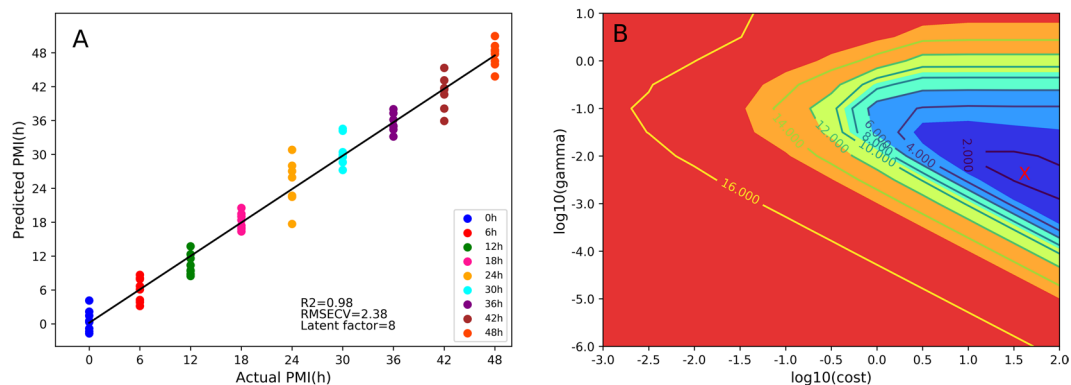 A
Predicted PMI(h)
48
42
36
30
24
18
12
6
0
0 6 12 18 24 30 36 42 48
Actual PMI(h)
R2=0.98
RMSECV=2.38
Latent factor=8
0h
6h
12h
18h
24h
30h
36h
42h
48h
B
log10(gamma)
1.0
0.0
-1.0
-2.0
-3.0
-4.0
-5.0
-6.0
-3.0 -2.5 -2.0 -1.5 -1.0 -0.5 0.0 0.5 1.0 1.5 2.0
log10(cost)
16.000
14.000
12.000
10.000
8.000
6.000
4.000
2.000